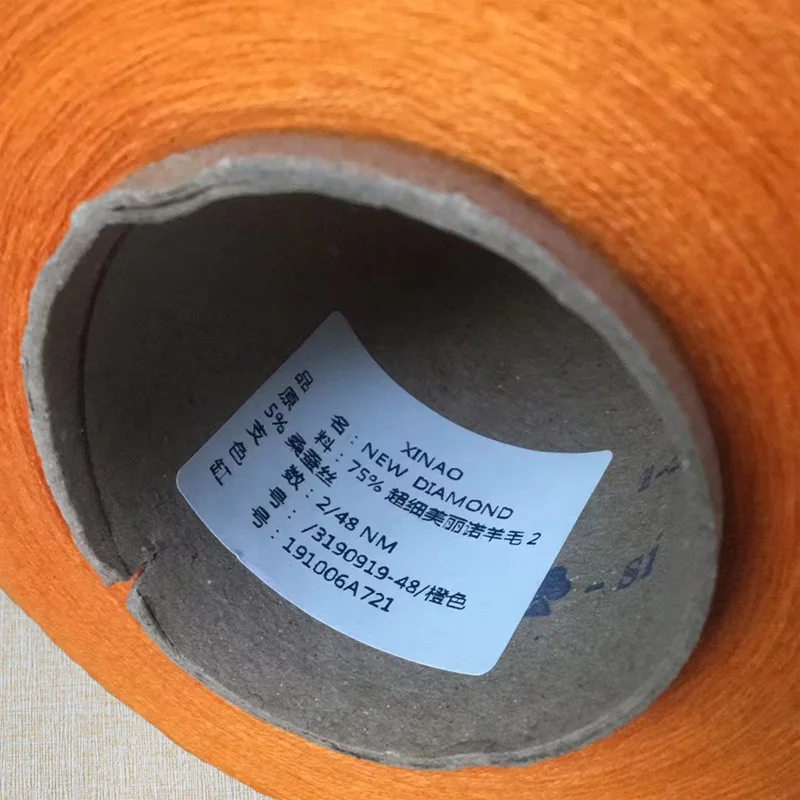 XINAO
品 名：NEW DIAMOND
原 料：75% 超细美丽诺羊毛 2
5% 桑蚕丝
支 数：2/48 NM
色 号：/3190919-48/橙色
缸 号：191006A721
- S1